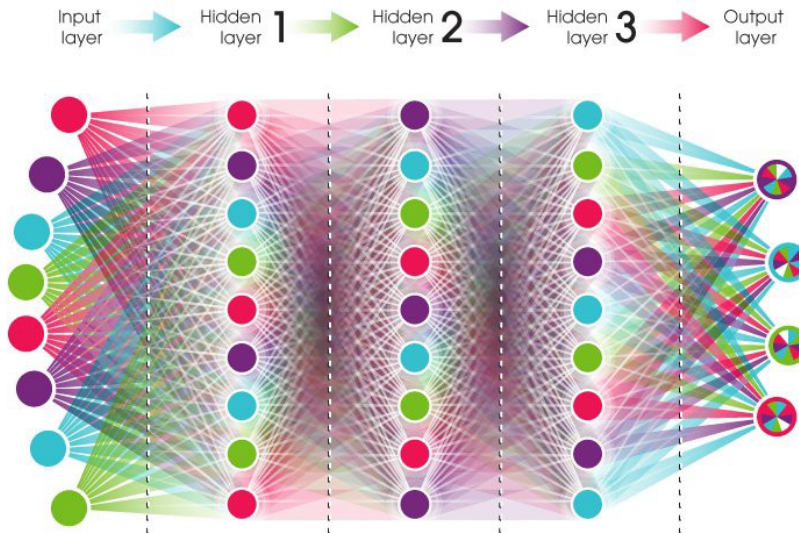 Input layer
Hidden layer 1
Hidden layer 2
Hidden layer 3
Output layer